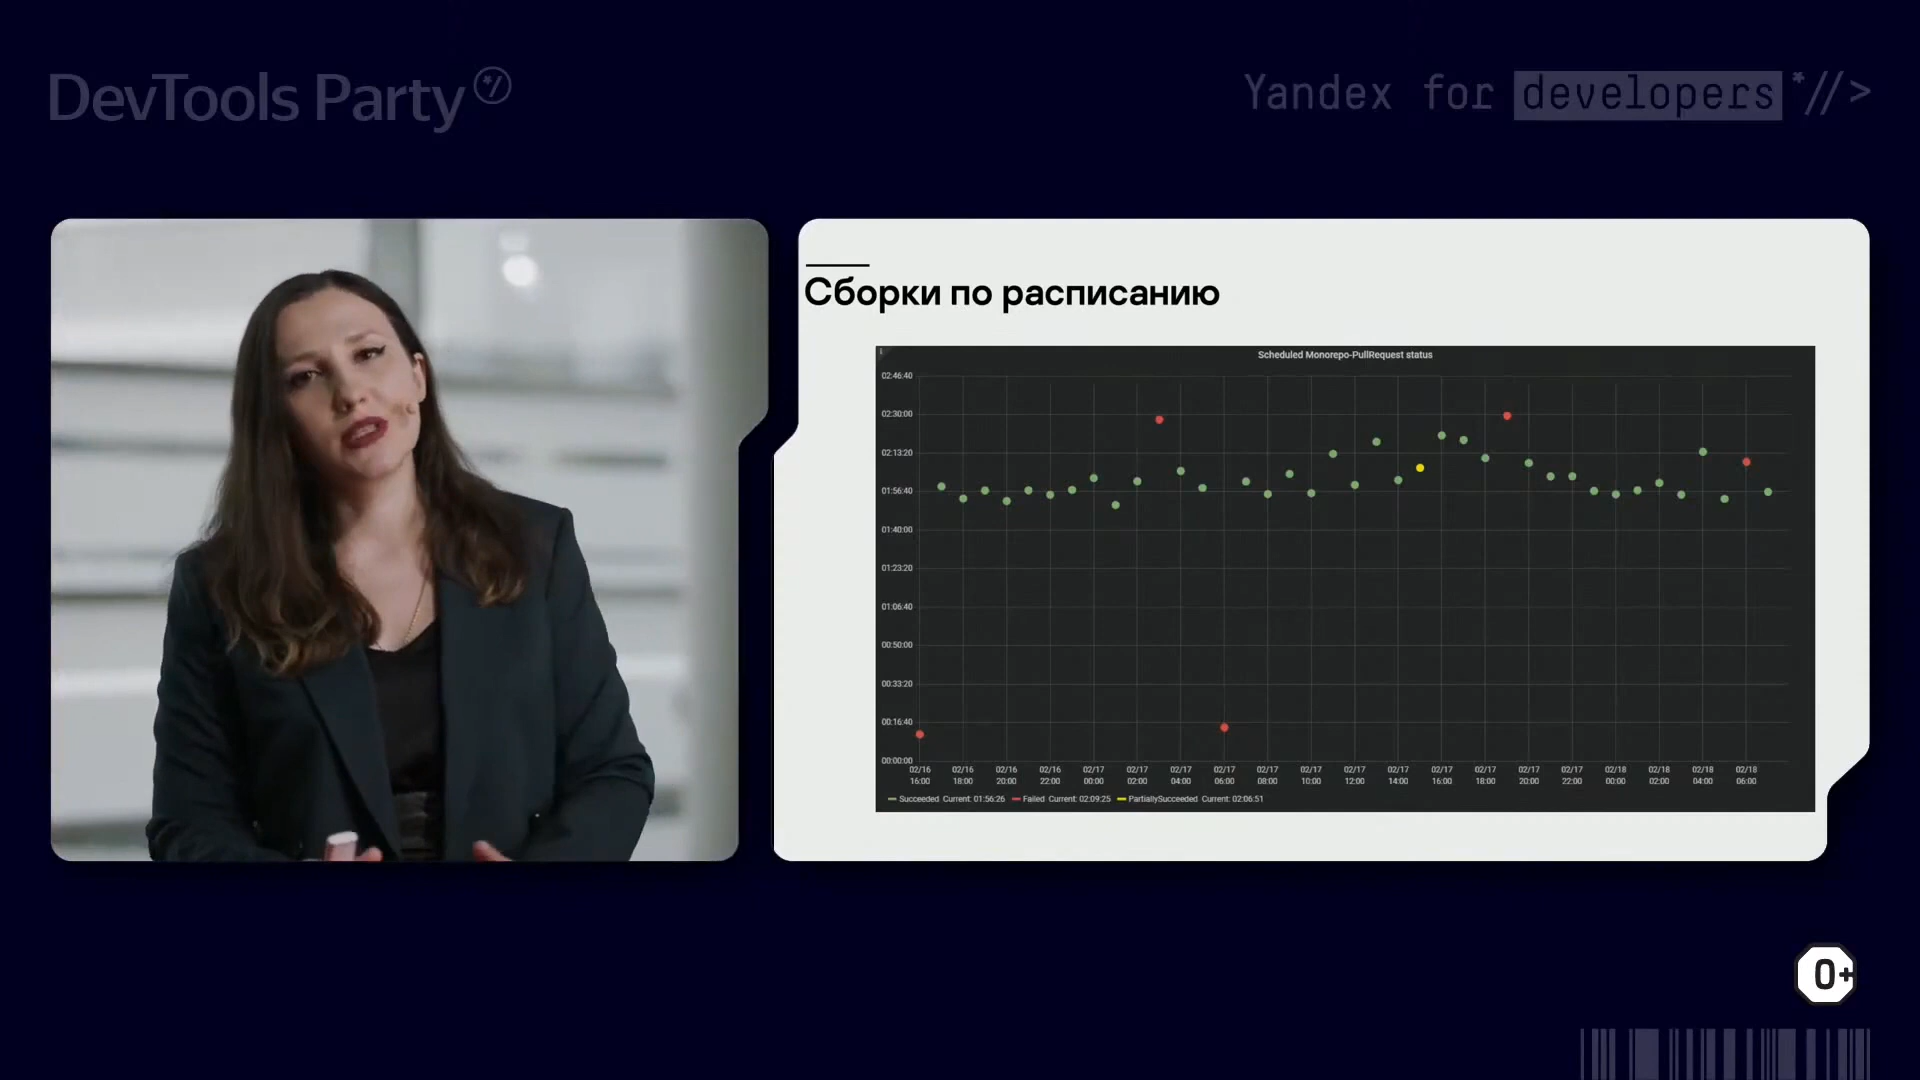 DevTools Party */
Yandex for developers *//>
Сборки по расписанию
Scheduled Monorepo-PullRequest status
02:46:40
02:30:00
02:13:20
01:56:40
01:40:00
01:23:20
01:06:40
00:50:00
00:33:20
00:16:40
00:00:00
02/16 02/16 02/16 02/16 02/17 02/17 02/17 02/17 02/17 02/17 02/17 02/17 02/17 02/17 02/17 02/17 02/18 02/18 02/18 02/18
16:00 18:00 20:00 22:00 00:00 02:00 04:00 06:00 08:00 10:00 12:00 14:00 16:00 18:00 20:00 22:00 00:00 02:00 04:00 06:00
Succeeded Current: 01:56:26 Failed Current: 02:09:25 PartiallySucceeded Current: 02:06:51
0+